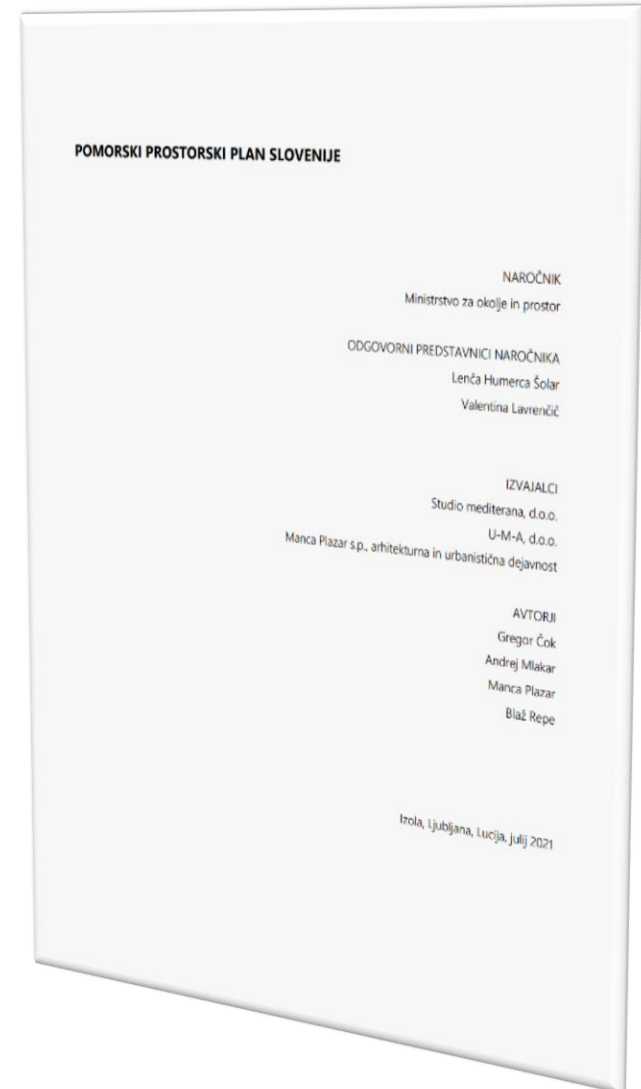 POMORSKI PROSTORSKI PLAN SLOVENIJE
NAROČNIK
Ministrstvo za okolje in prostor
ODGOVORNI PREDSTAVNICI NAROČNIKA
Lenča Humerca Šolar
Valentina Lavrenčič
IZVAJALCI
Studio mediterana, d.o.o.
U-M-A, d.o.o.
Manca Plazar s.p., arhitekturna in urbanistična dejavnost
AVTORJI
Gregor Čok
Andrej Mlakar
Manca Plazar
Blaž Repe
Izola, Ljubljana, Lucija, julij 2021